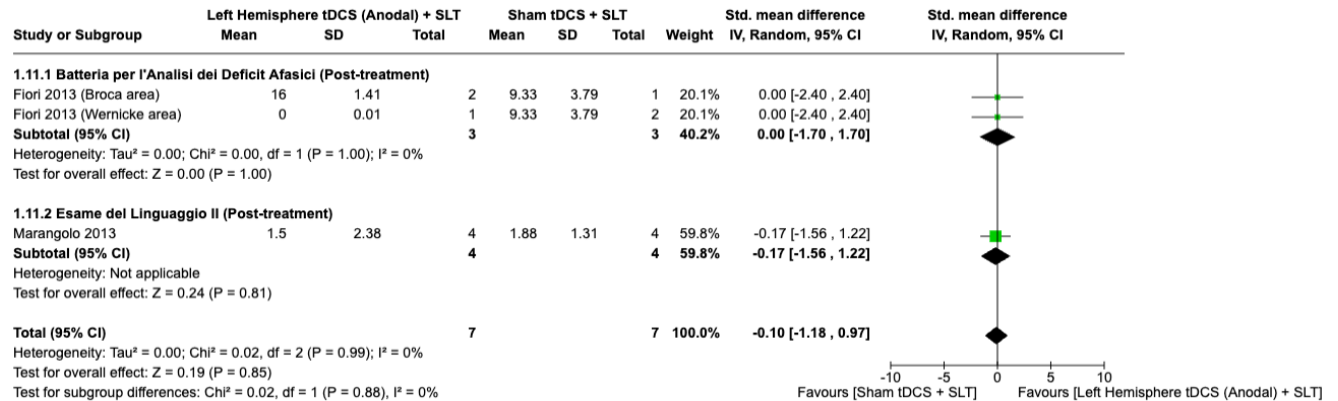 Left Hemisphere tDCS (Anodal) + SLT Sham tDCS + SLT Std. mean difference Std. mean difference
Study or Subgroup Mean SD Total Mean SD Total Weight IV, Random, 95% CI IV, Random, 95% CI
1.11.1 Batteria per l'Analisi dei Deficit Afasici (Post-treatment)
Fiori 2013 (Broca area) 16 1.41 2 9.33 3.79 1 20.1% 0.00 [-2.40 , 2.40]
Fiori 2013 (Wernicke area) 0 0.01 1 9.33 3.79 2 20.1% 0.00 [-2.40 , 2.40]
Subtotal (95% CI) 3 3 40.2% 0.00 [-1.70 , 1.70]
Heterogeneity: Tau² = 0.00; Chi² = 0.00, df = 1 (P = 1.00); I² = 0%
Test for overall effect: Z = 0.00 (P = 1.00)
1.11.2 Esame del Linguaggio II (Post-treatment)
Marangolo 2013 1.5 2.38 4 1.88 1.31 4 59.8% -0.17 [-1.56 , 1.22]
Subtotal (95% CI) 4 4 59.8% -0.17 [-1.56 , 1.22]
Heterogeneity: Not applicable
Test for overall effect: Z = 0.24 (P = 0.81)
Total (95% CI) 7 7 100.0% -0.10 [-1.18 , 0.97]
Heterogeneity: Tau² = 0.00; Chi² = 0.02, df = 2 (P = 0.99); I² = 0%
Test for overall effect: Z = 0.19 (P = 0.85)
Test for subgroup differences: Chi² = 0.02, df = 1 (P = 0.88), I² = 0%
-10 -5 0 5 10
Favours [Sham tDCS + SLT] Favours [Left Hemisphere tDCS (Anodal) + SLT]